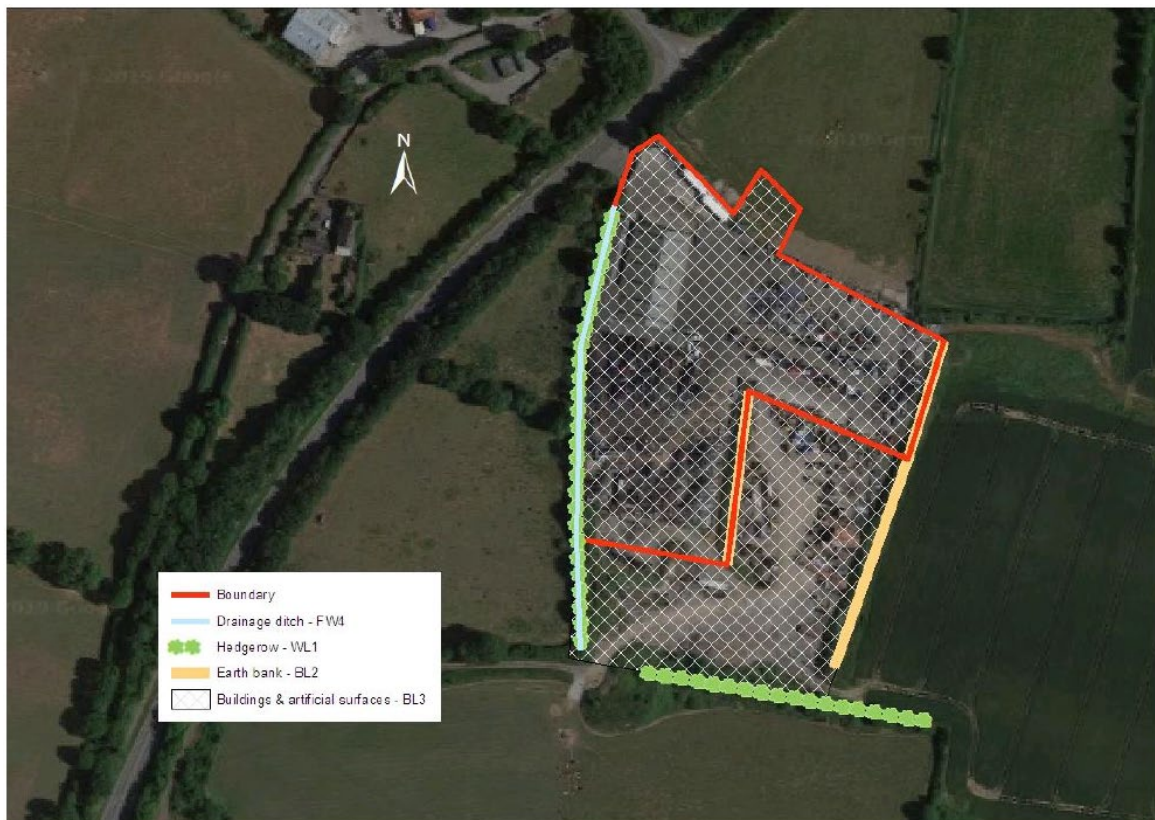 N
Boundary
Drainage ditch - FW4
Hedgerow - WL1
Earth bank - BL2
Buildings & artificial surfaces - BL3